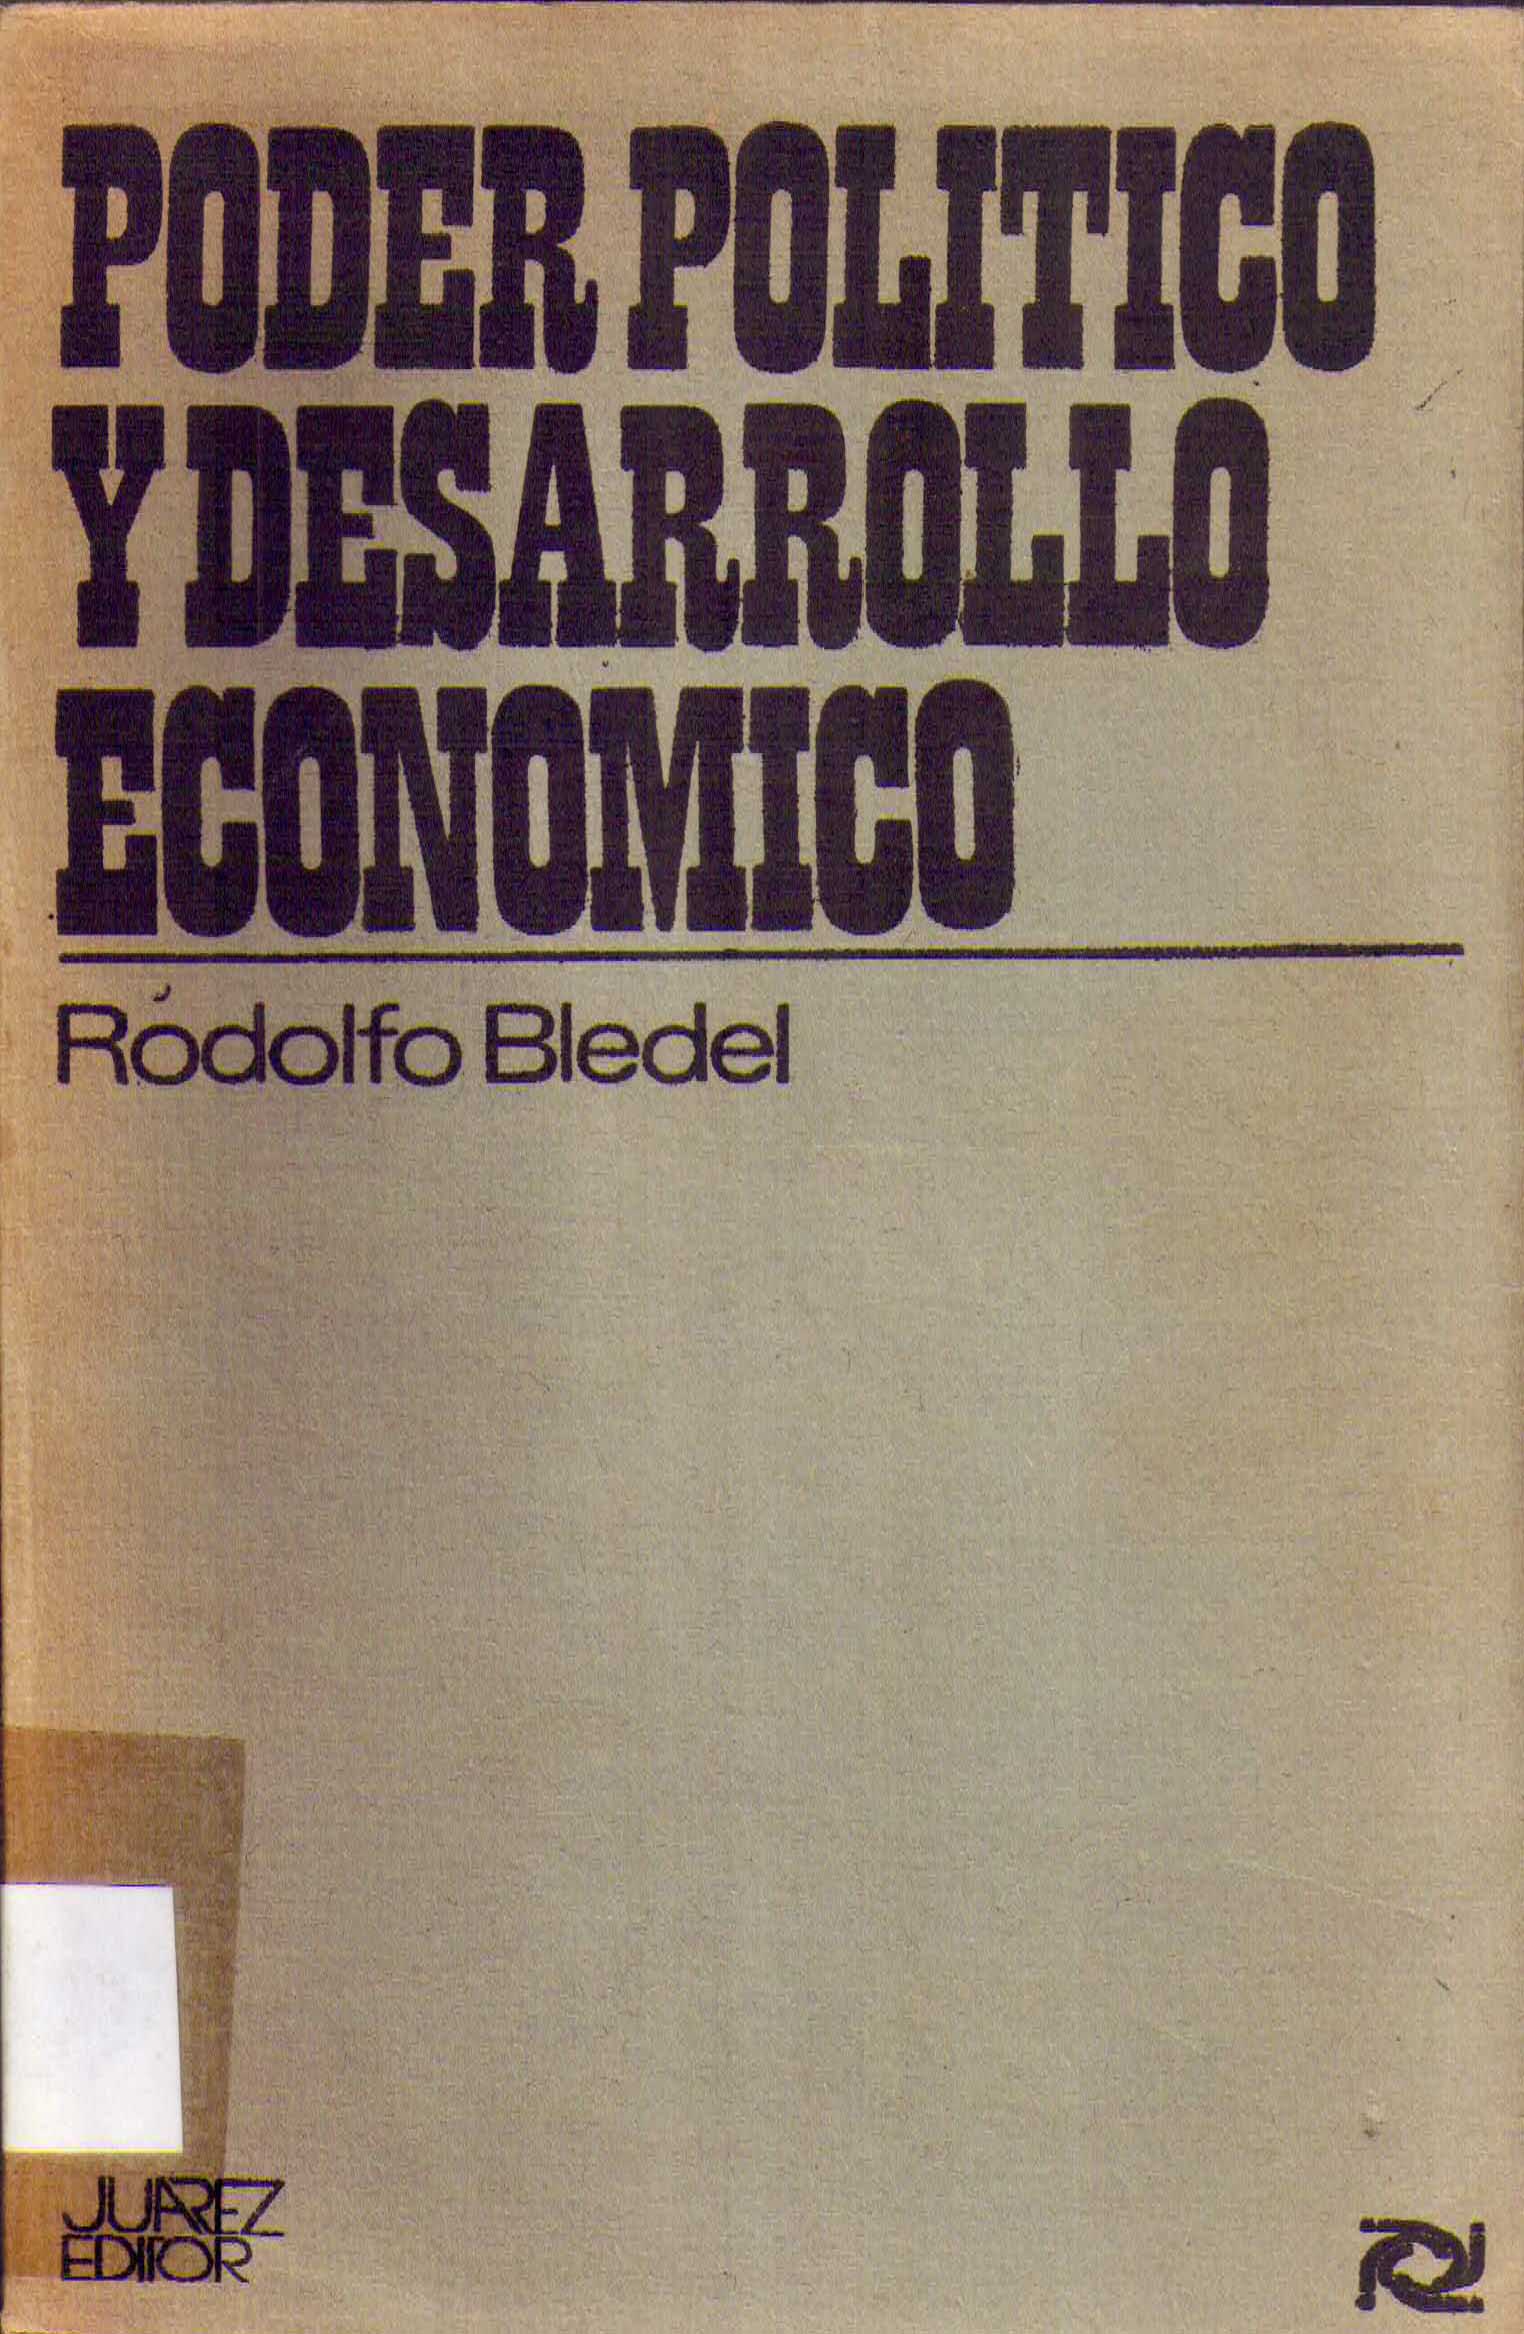 PODER POLITICO
Y DESARROLLO
ECONOMICO
Rodolfo Bledel
JUAREZ
EDITOR